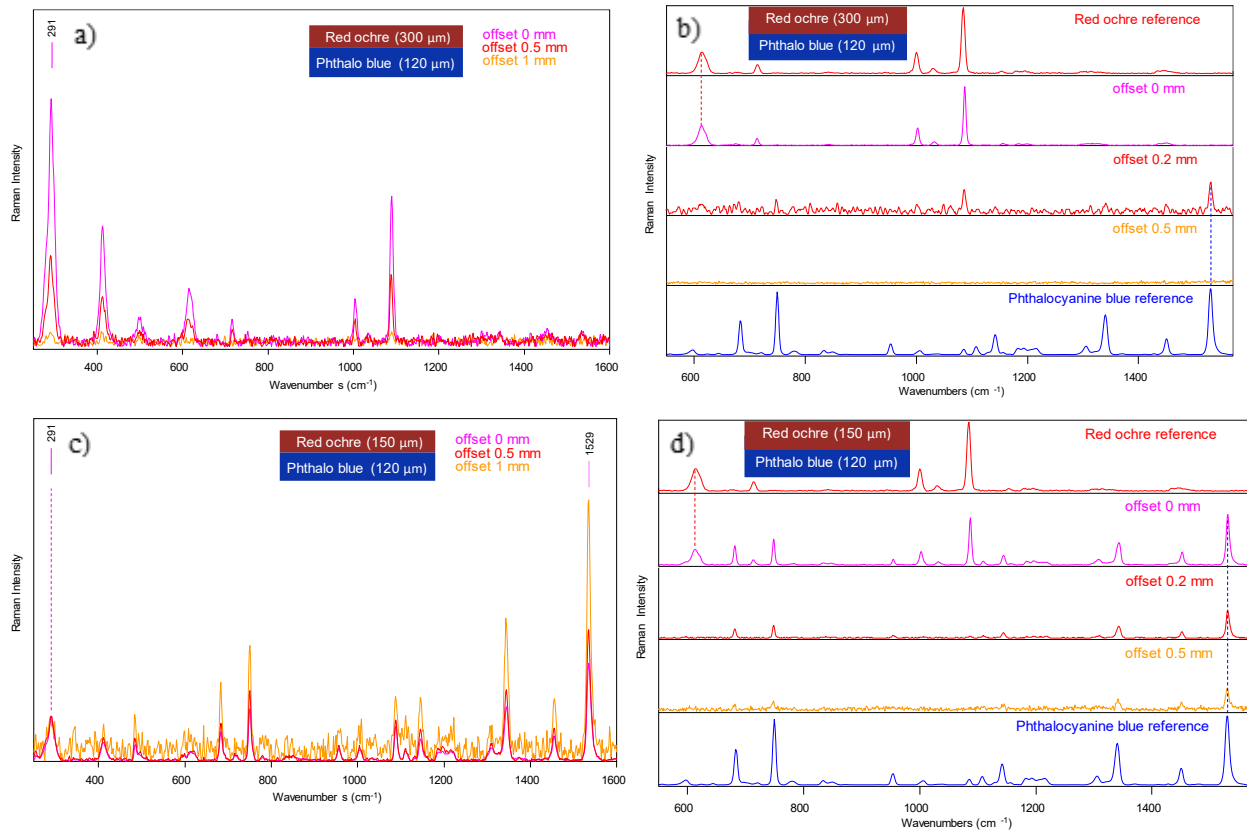 291
a)
Red ochre (300 µm)
Phthalo blue (120 µm)
offset 0 mm
offset 0.5 mm
offset 1 mm
Raman Intensity
400
600
800
1000
1200
1400
1600
Wavenumber s (cm⁻¹)
b)
Red ochre (300 µm)
Phthalo blue (120 µm)
Red ochre reference
offset 0 mm
offset 0.2 mm
offset 0.5 mm
Phthalocyanine blue reference
Raman Intensity
600
800
1000
1200
1400
Wavenumbers (cm ⁻¹)
291
c)
Red ochre (150 µm)
Phthalo blue (120 µm)
offset 0 mm
offset 0.5 mm
offset 1 mm
1529
Raman Intensity
400
600
800
1000
1200
1400
1600
Wavenumber s (cm⁻¹)
d)
Red ochre (150 µm)
Phthalo blue (120 µm)
Red ochre reference
offset 0 mm
offset 0.2 mm
offset 0.5 mm
Phthalocyanine blue reference
Raman Intensity
600
800
1000
1200
1400
Wavenumbers (cm ⁻¹)